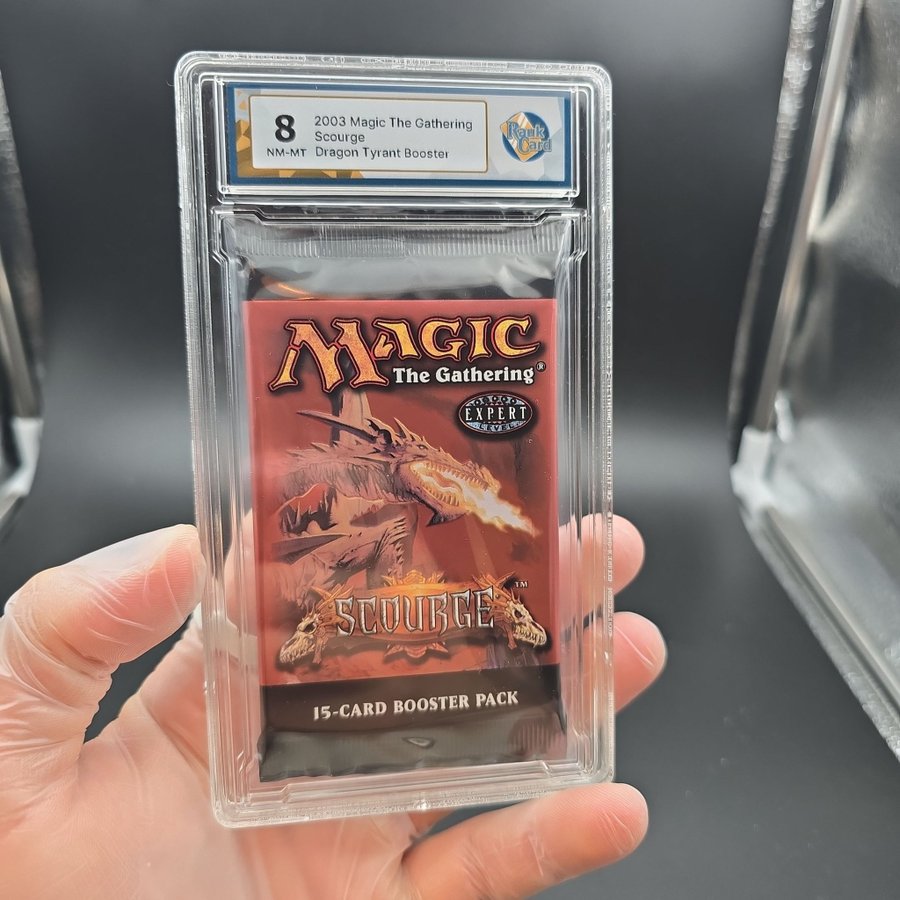 8
NM-MT
2003 Magic The Gathering
Scourge
Dragon Tyrant Booster
Rank
Card
MAGIC
The Gathering®
EXPERT
LEVEL
SCOURGE™
15-CARD BOOSTER PACK